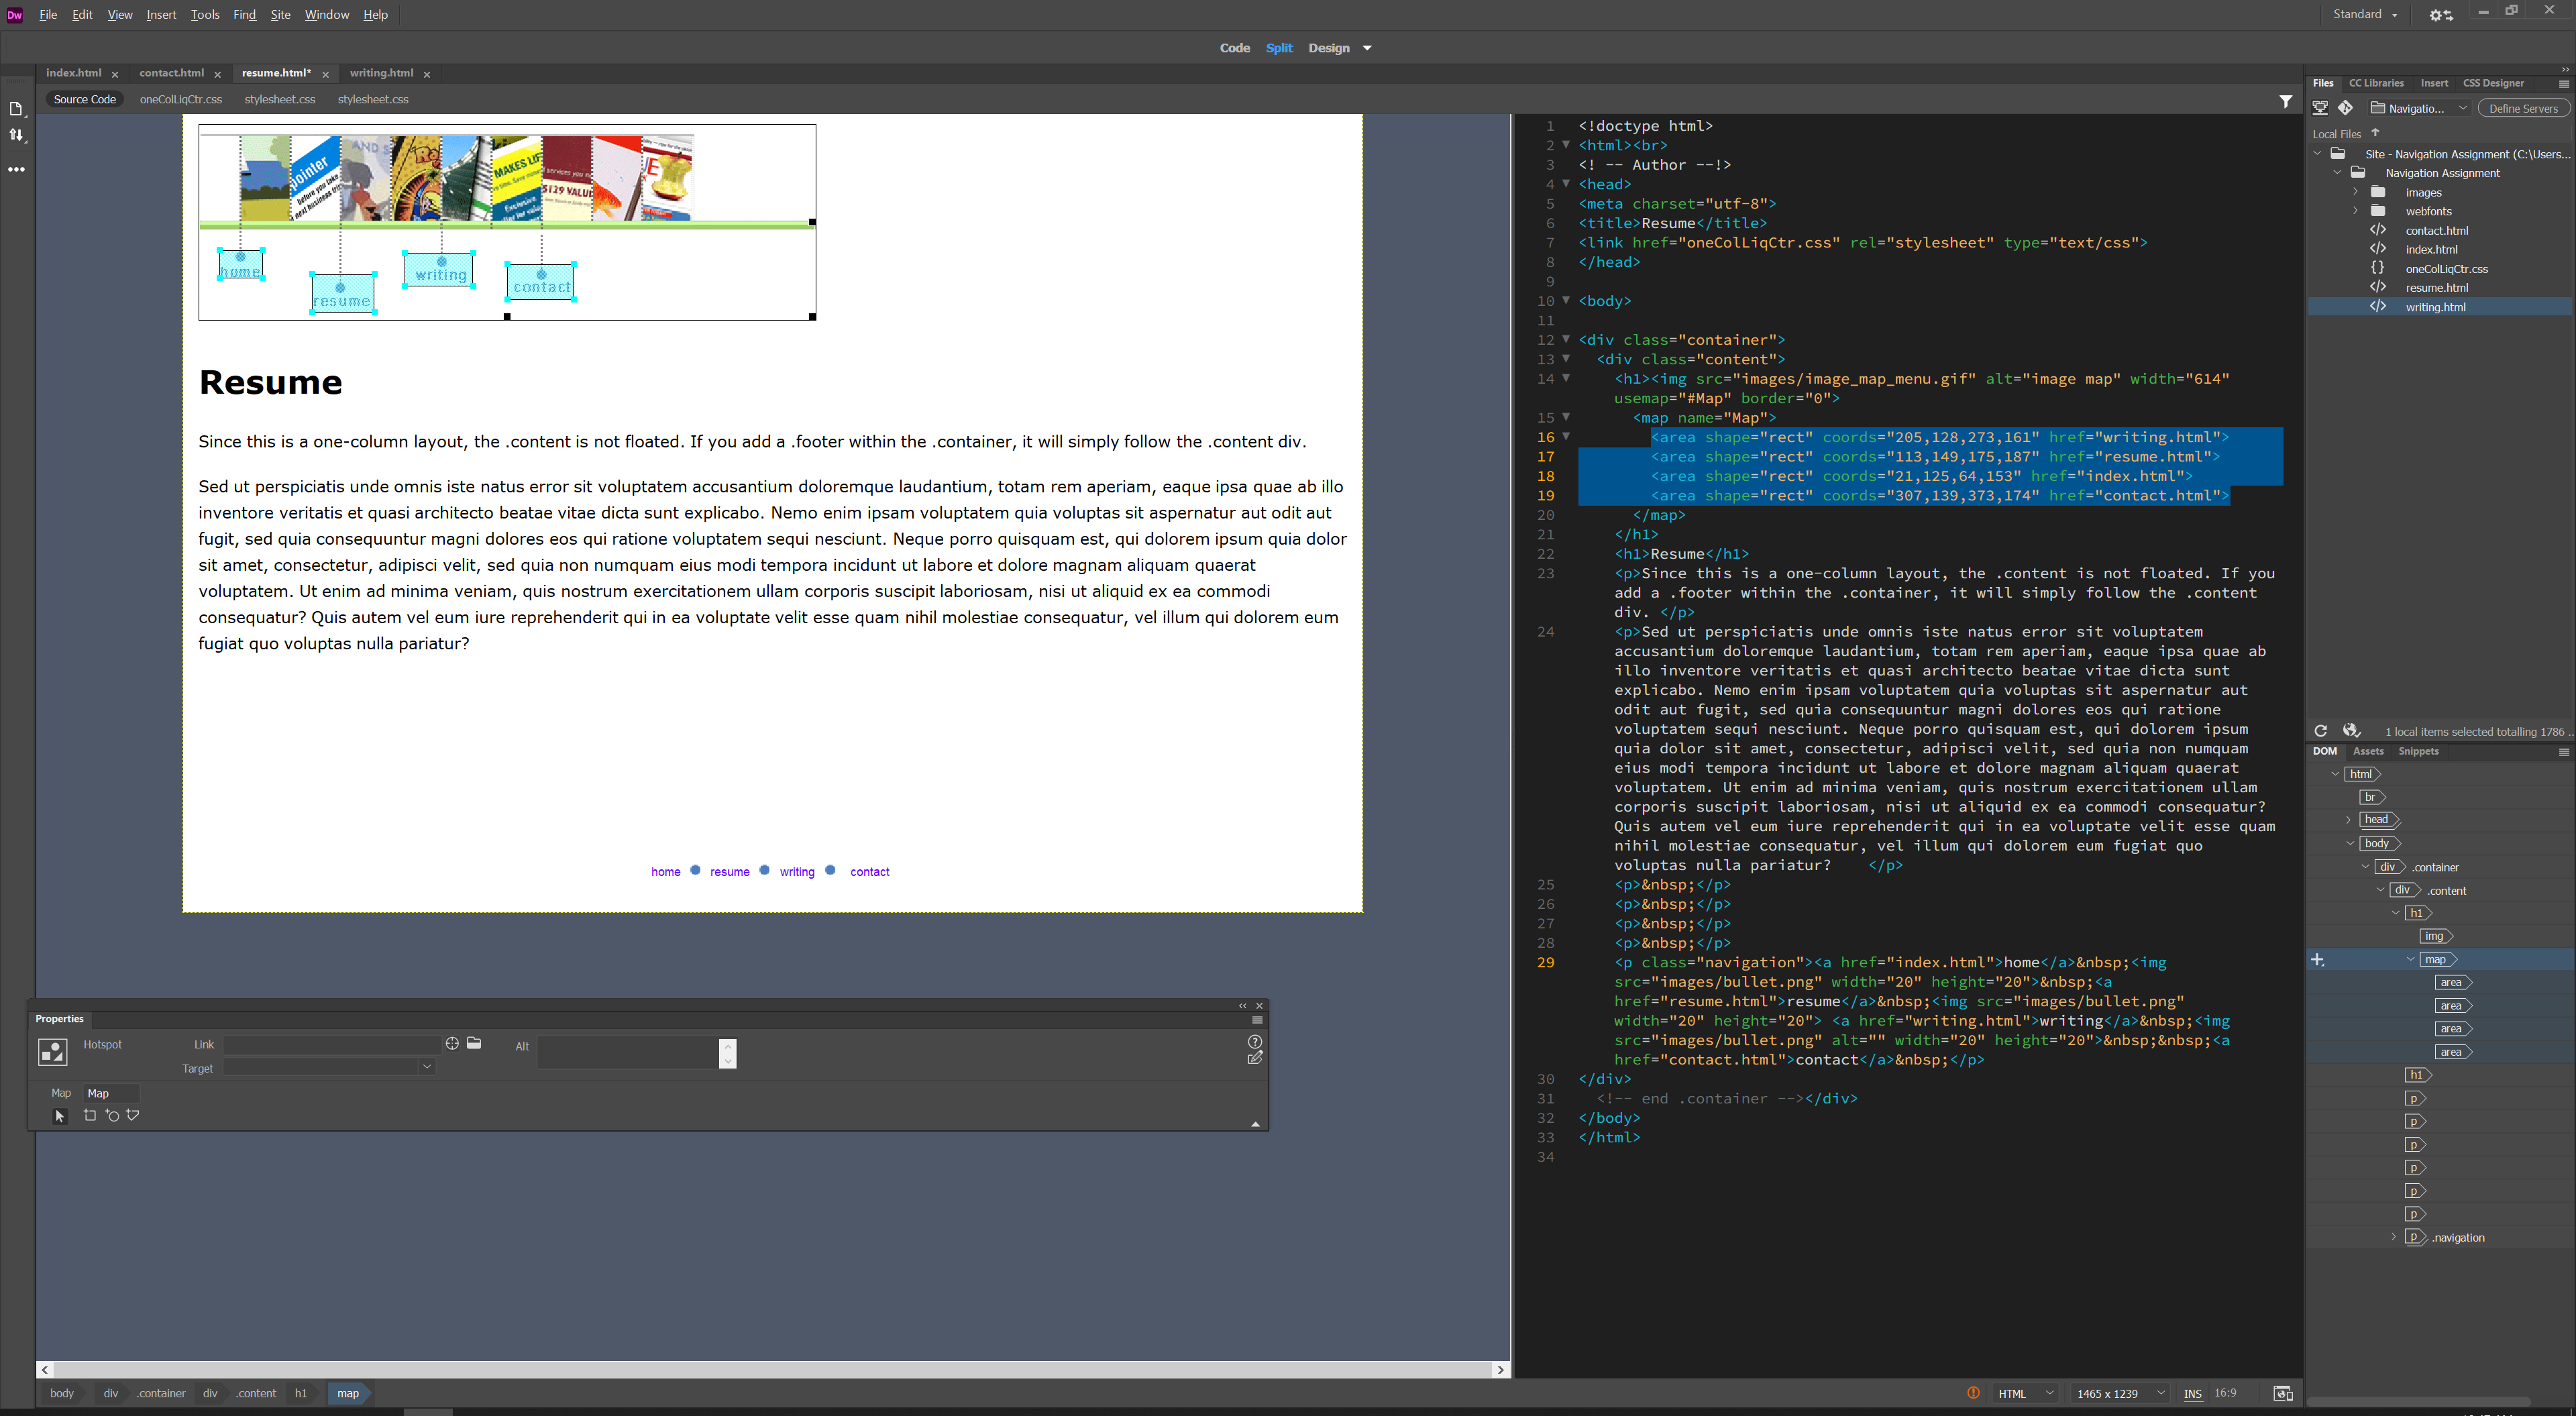 Dw File Edit View Insert Tools Find Site Window Help
Standard
Code Split Design
index.html contact.html resume.html* writing.html
Source Code oneColLiqCtr.css stylesheet.css stylesheet.css
pointer
before you take
next business tri
AND S
MAKES LIF
Exclusive
services you n
$129 VALU
home
resume
writing
contact
Resume
Since this is a one-column layout, the .content is not floated. If you add a .footer within the .container, it will simply follow the .content div.
Sed ut perspiciatis unde omnis iste natus error sit voluptatem accusantium doloremque laudantium, totam rem aperiam, eaque ipsa quae ab illo
inventore veritatis et quasi architecto beatae vitae dicta sunt explicabo. Nemo enim ipsam voluptatem quia voluptas sit aspernatur aut odit aut
fugit, sed quia consequuntur magni dolores eos qui ratione voluptatem sequi nesciunt. Neque porro quisquam est, qui dolorem ipsum quia dolor
sit amet, consectetur, adipisci velit, sed quia non numquam eius modi tempora incidunt ut labore et dolore magnam aliquam quaerat
voluptatem. Ut enim ad minima veniam, quis nostrum exercitationem ullam corporis suscipit laboriosam, nisi ut aliquid ex ea commodi
consequatur? Quis autem vel eum iure reprehenderit qui in ea voluptate velit esse quam nihil molestiae consequatur, vel illum qui dolorem eum
fugiat quo voluptas nulla pariatur?
home resume writing contact
Properties
Hotspot Link Alt
Target
Map Map
body div .container div .content h1 map
1 <!doctype html>
2 <html><br>
3 <! -- Author --!>
4 <head>
5 <meta charset="utf-8">
6 <title>Resume</title>
7 <link href="oneColLiqCtr.css" rel="stylesheet" type="text/css">
8 </head>
9
10 <body>
11
12 <div class="container">
13 <div class="content">
14 <h1><img src="images/image_map_menu.gif" alt="image map" width="614"
usemap="#Map" border="0">
15 <map name="Map">
16 <area shape="rect" coords="205,128,273,161" href="writing.html">
17 <area shape="rect" coords="113,149,175,187" href="resume.html">
18 <area shape="rect" coords="21,125,64,153" href="index.html">
19 <area shape="rect" coords="307,139,373,174" href="contact.html">
20 </map>
21 </h1>
22 <h1>Resume</h1>
23 <p>Since this is a one-column layout, the .content is not floated. If you
add a .footer within the .container, it will simply follow the .content
div. </p>
24 <p>Sed ut perspiciatis unde omnis iste natus error sit voluptatem
accusantium doloremque laudantium, totam rem aperiam, eaque ipsa quae ab
illo inventore veritatis et quasi architecto beatae vitae dicta sunt
explicabo. Nemo enim ipsam voluptatem quia voluptas sit aspernatur aut
odit aut fugit, sed quia consequuntur magni dolores eos qui ratione
voluptatem sequi nesciunt. Neque porro quisquam est, qui dolorem ipsum
quia dolor sit amet, consectetur, adipisci velit, sed quia non numquam
eius modi tempora incidunt ut labore et dolore magnam aliquam quaerat
voluptatem. Ut enim ad minima veniam, quis nostrum exercitationem ullam
corporis suscipit laboriosam, nisi ut aliquid ex ea commodi consequatur?
Quis autem vel eum iure reprehenderit qui in ea voluptate velit esse quam
nihil molestiae consequatur, vel illum qui dolorem eum fugiat quo
voluptas nulla pariatur? </p>
25 <p>&nbsp;</p>
26 <p>&nbsp;</p>
27 <p>&nbsp;</p>
28 <p>&nbsp;</p>
29 <p class="navigation"><a href="index.html">home</a>&nbsp;<img
src="images/bullet.png" width="20" height="20">&nbsp;<a
href="resume.html">resume</a>&nbsp;<img src="images/bullet.png"
width="20" height="20"> <a href="writing.html">writing</a>&nbsp;<img
src="images/bullet.png" alt="" width="20" height="20">&nbsp;&nbsp;<a
href="contact.html">contact</a>&nbsp;</p>
30 </div>
31 <!-- end .container --></div>
32 </body>
33 </html>
34
HTML 1465 x 1239 INS 16:9
Files CC Libraries Insert CSS Designer
Navigatio... Define Servers
Local Files
Site - Navigation Assignment (C:\Users...
Navigation Assignment
images
webfonts
contact.html
index.html
oneColLiqCtr.css
resume.html
writing.html
1 local items selected totalling 1786 ..
DOM Assets Snippets
html
br
head
body
div .container
div .content
h1
img
map
area
area
area
area
h1
p
p
p
p
p
p
p .navigation